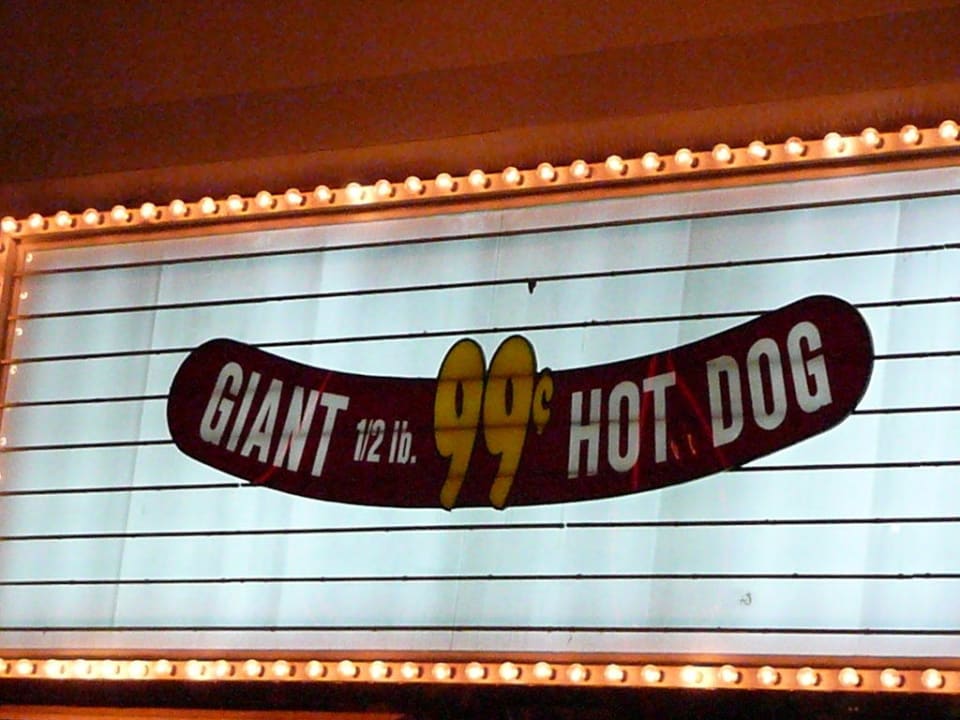 GIANT 1/2 lb. 99¢ HOT DOG